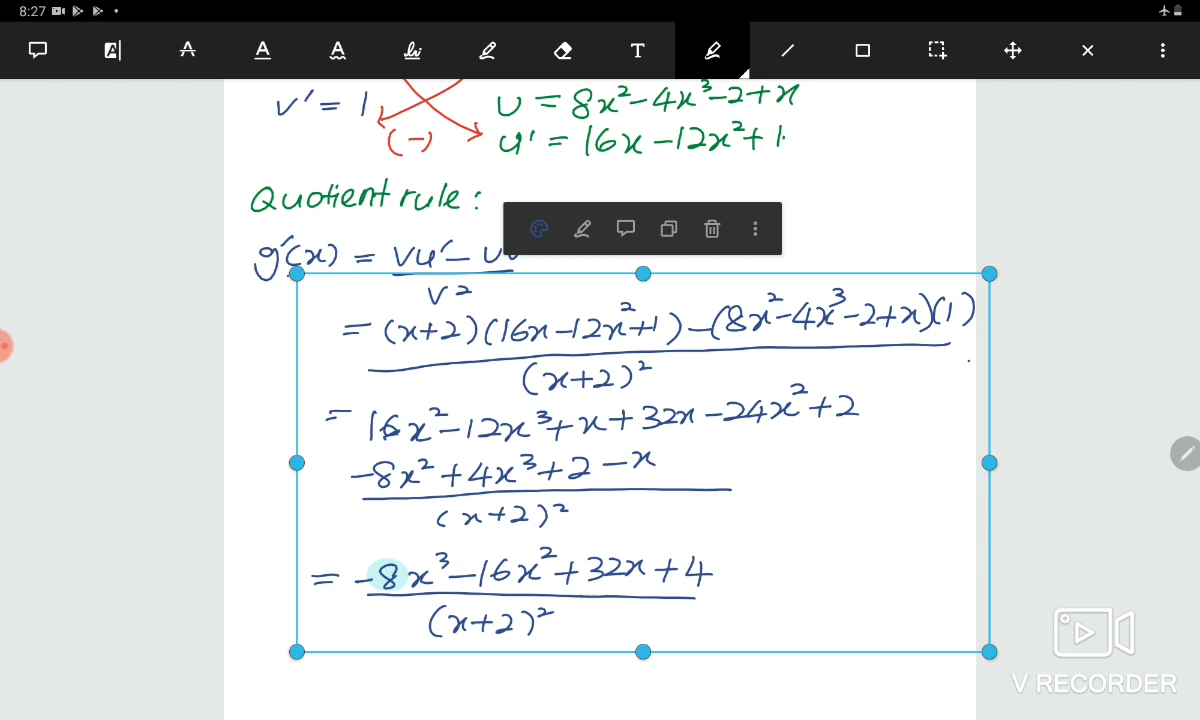 8:27
v' = 1
u = 8x² - 4x³ - 2 + x
(-)
u' = 16x - 12x² + 1
Quotient rule :
g'(x) = vu' - u
v²
= (x+2)(16x - 12x² + 1) - (8x² - 4x³ - 2 + x)(1)
(x+2)²
= 16x² - 12x³ + x + 32x - 24x² + 2
-8x² + 4x³ + 2 - x
(x+2)²
= -8x³ - 16x² + 32x + 4
(x+2)²
V RECORDER